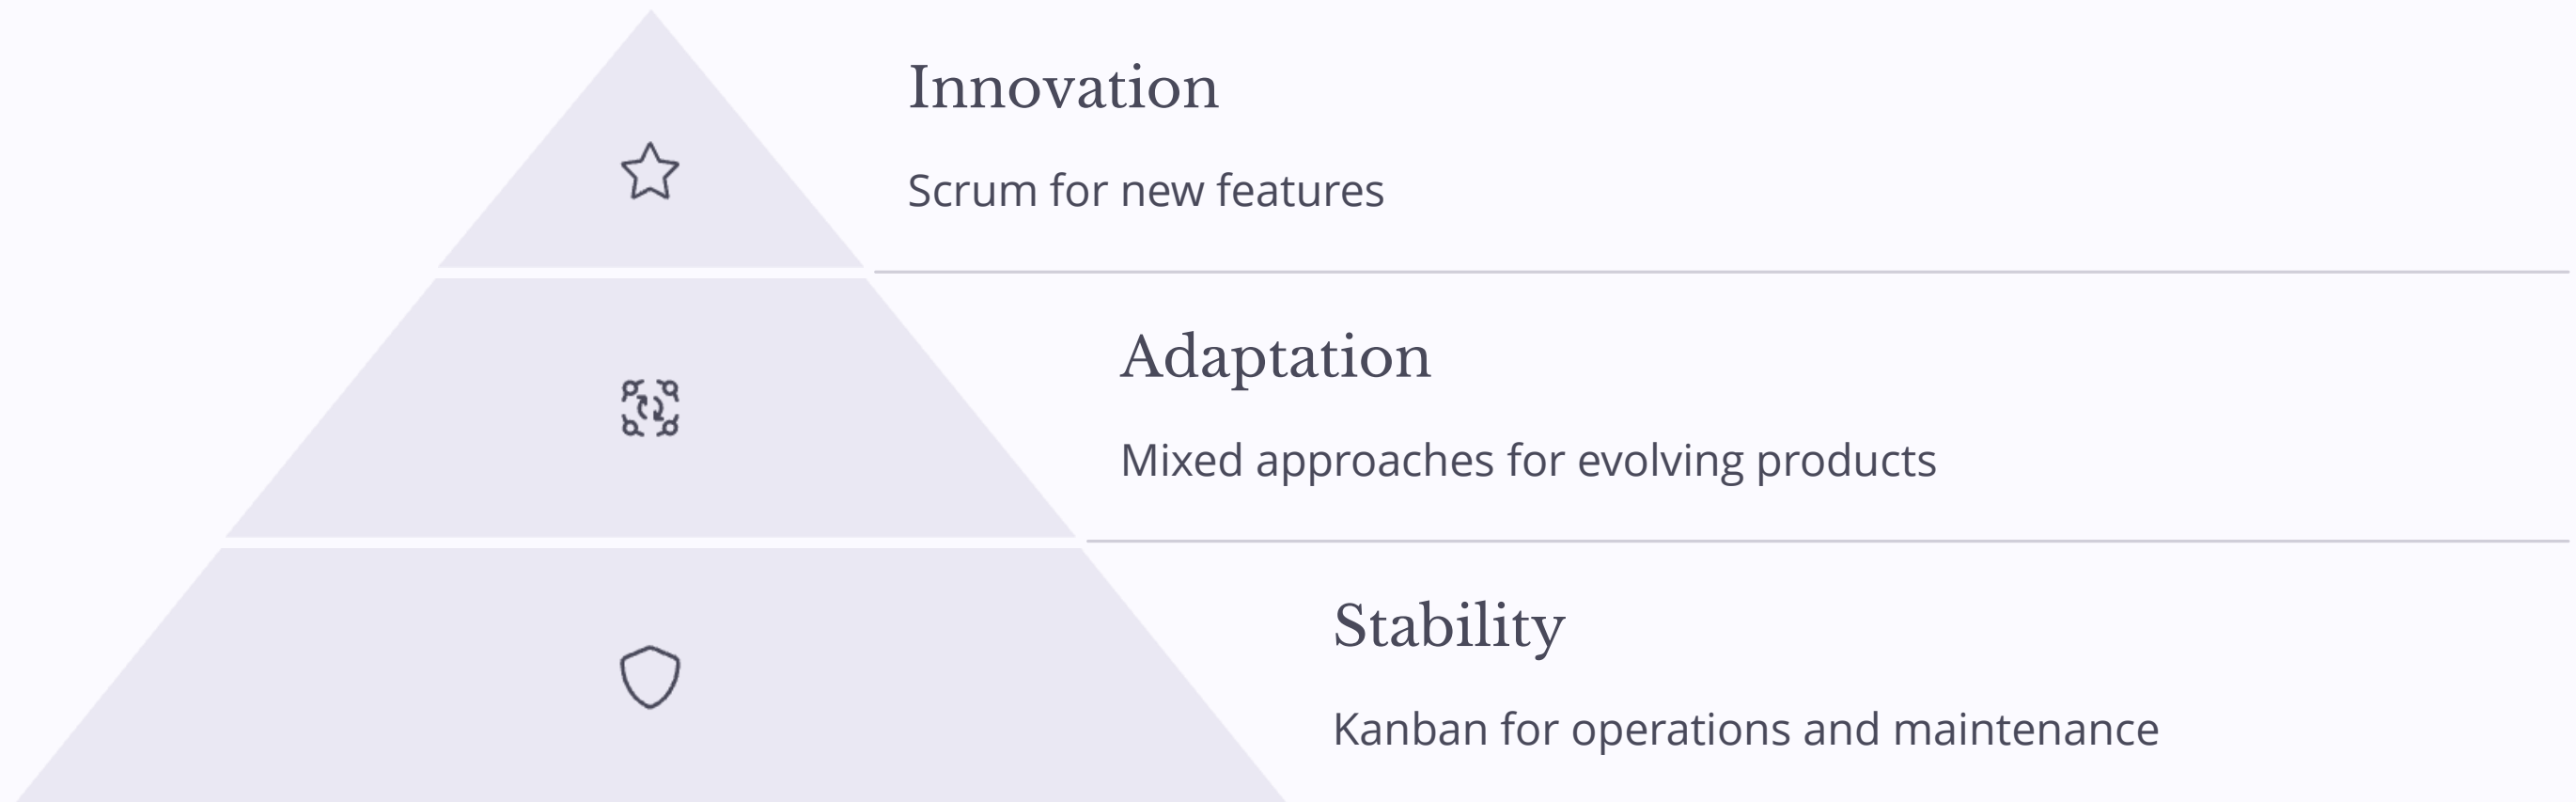 Innovation
Scrum for new features
Adaptation
Mixed approaches for evolving products
Stability
Kanban for operations and maintenance